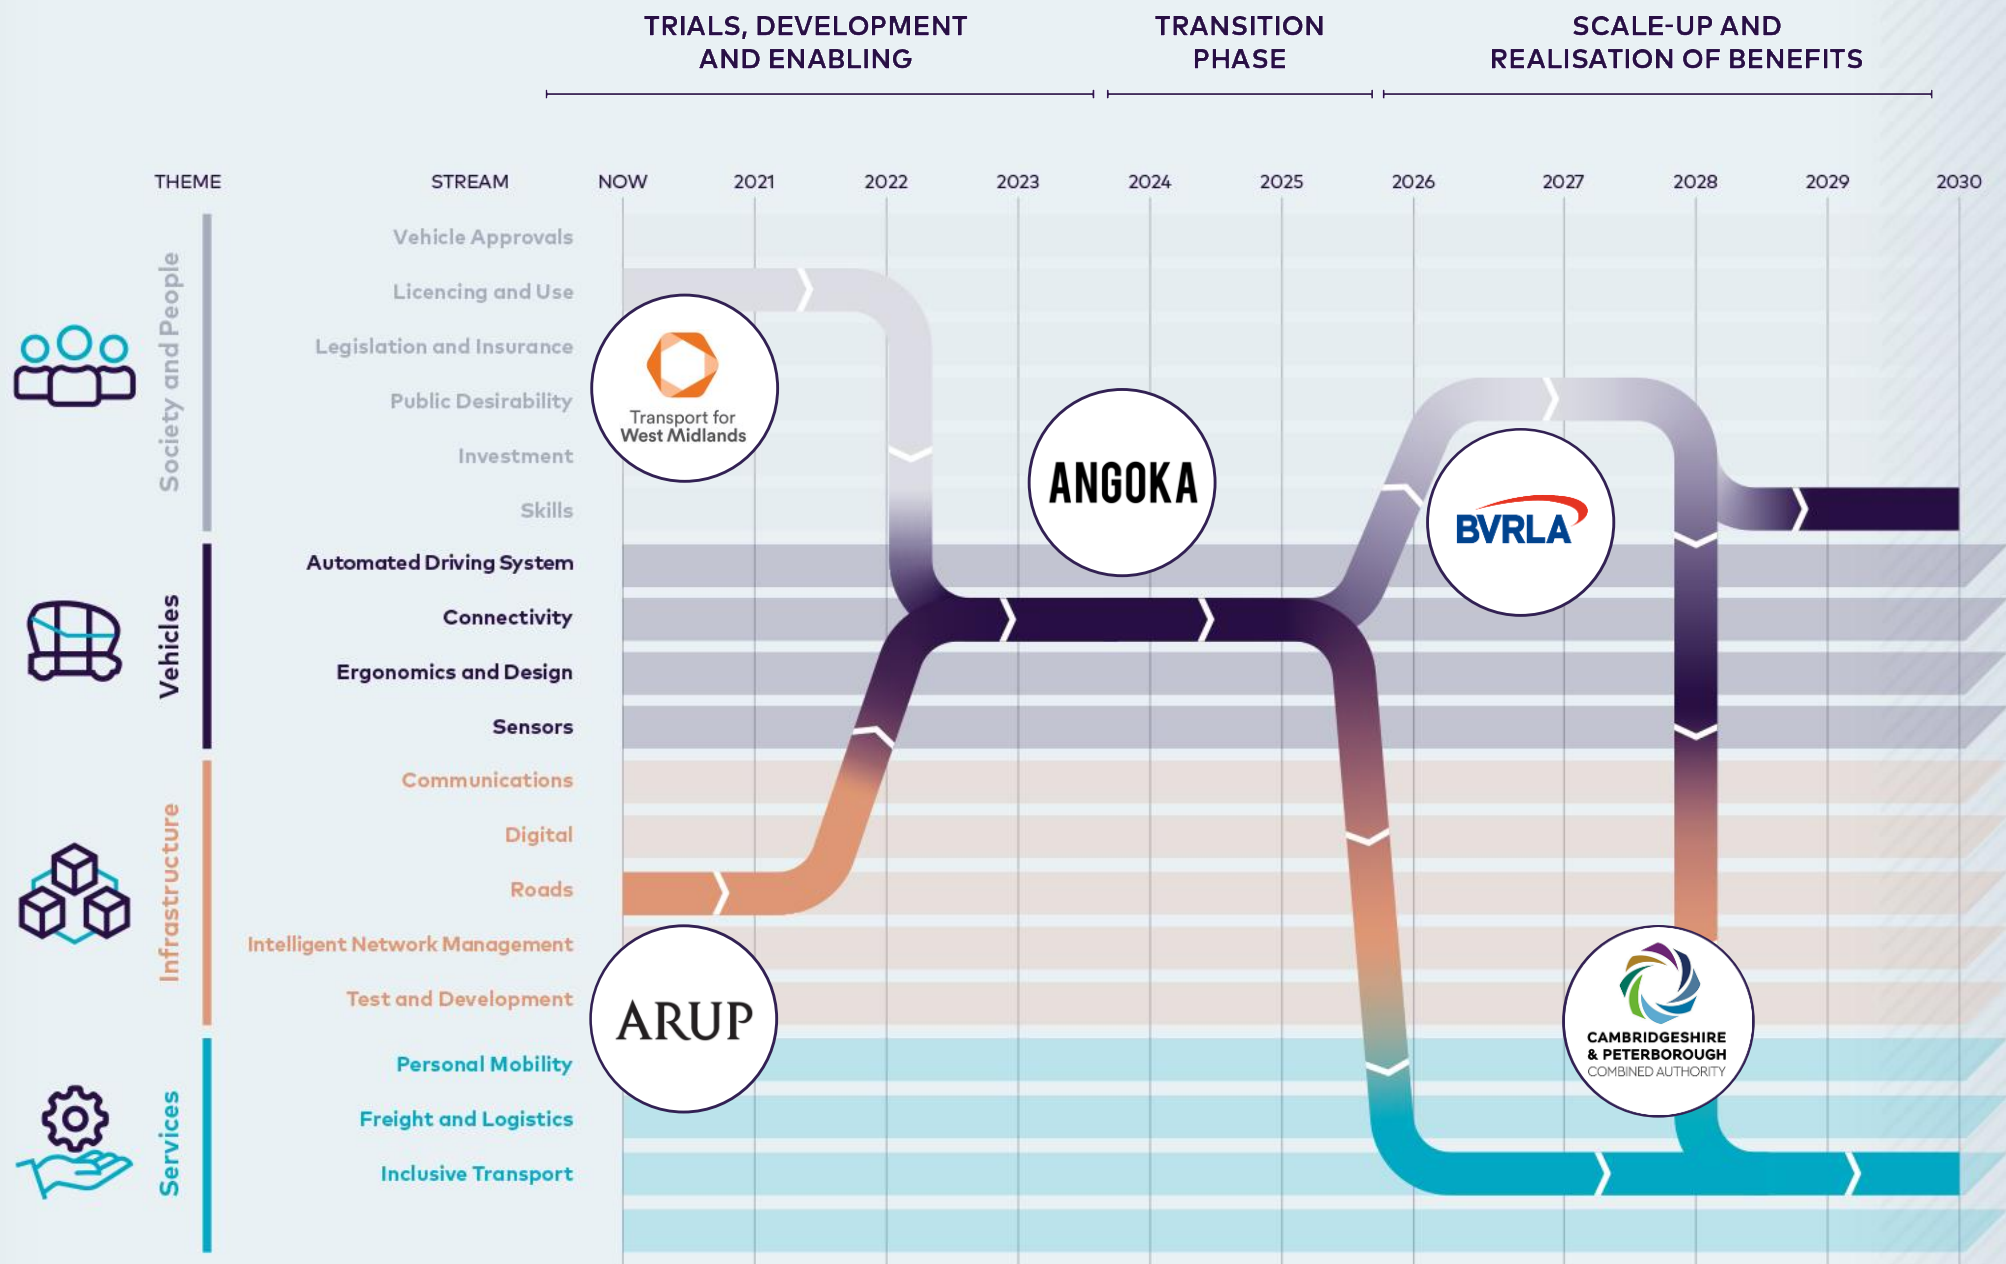 TRIALS, DEVELOPMENT
AND ENABLING
TRANSITION
PHASE
SCALE-UP AND
REALISATION OF BENEFITS
THEME
STREAM
NOW
2021
2022
2023
2024
2025
2026
2027
2028
2029
2030
Society and People
Vehicle Approvals
Licencing and Use
Legislation and Insurance
Public Desirability
Investment
Skills
Vehicles
Automated Driving System
Connectivity
Ergonomics and Design
Sensors
Infrastructure
Communications
Digital
Roads
Intelligent Network Management
Test and Development
Services
Personal Mobility
Freight and Logistics
Inclusive Transport
Transport for
West Midlands
ANGOKA
BVRLA
ARUP
CAMBRIDGESHIRE
& PETERBOROUGH
COMBINED AUTHORITY